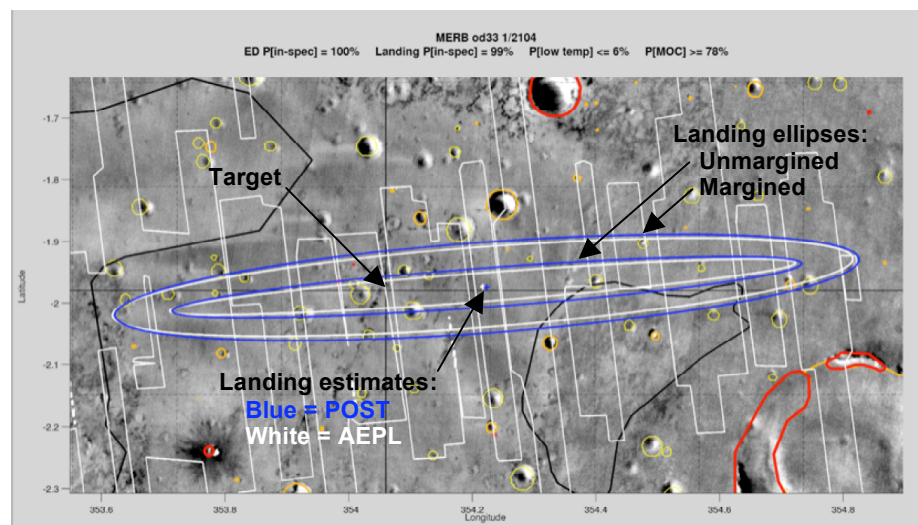 MERB od33 1/2104
ED P[in-spec] = 100% Landing P[in-spec] = 99% P[low temp] <= 6% P[MOC] >= 78%
Landing ellipses:
Unmargined
Margined
Target
Landing estimates:
Blue = POST
White = AEPL
Latitude
-1.7
-1.8
-1.9
-2
-2.1
-2.2
-2.3
353.6 353.8 354 354.2 354.4 354.6 354.8
Longitude